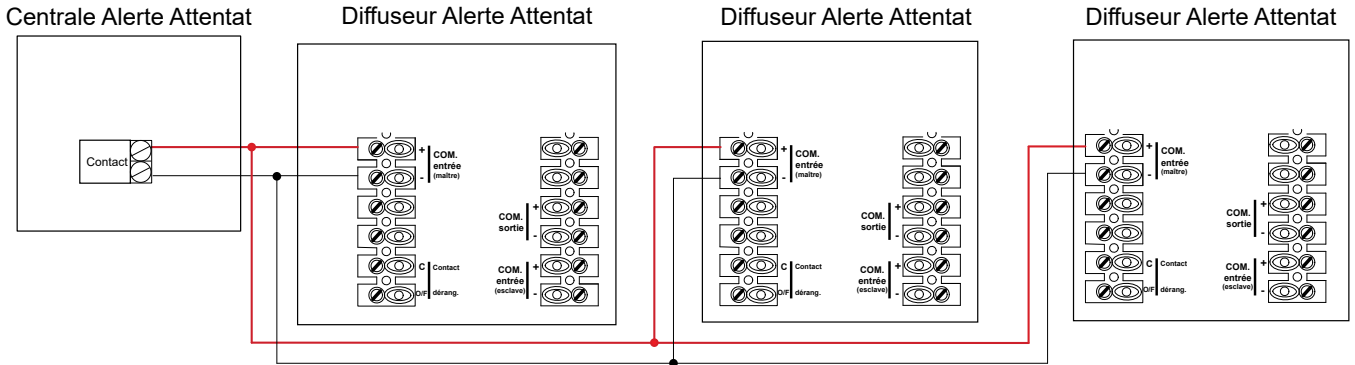 Centrale Alerte Attentat
Contact
Diffuseur Alerte Attentat
+
COM.
entrée
(maître)
-
C Contact
O/F dérang.
+
COM.
sortie
-
+
COM.
entrée
(esclave)
-
Diffuseur Alerte Attentat
+
COM.
entrée
(maître)
-
C Contact
O/F dérang.
+
COM.
sortie
-
+
COM.
entrée
(esclave)
-
Diffuseur Alerte Attentat
+
COM.
entrée
(maître)
-
C Contact
O/F dérang.
+
COM.
sortie
-
+
COM.
entrée
(esclave)
-